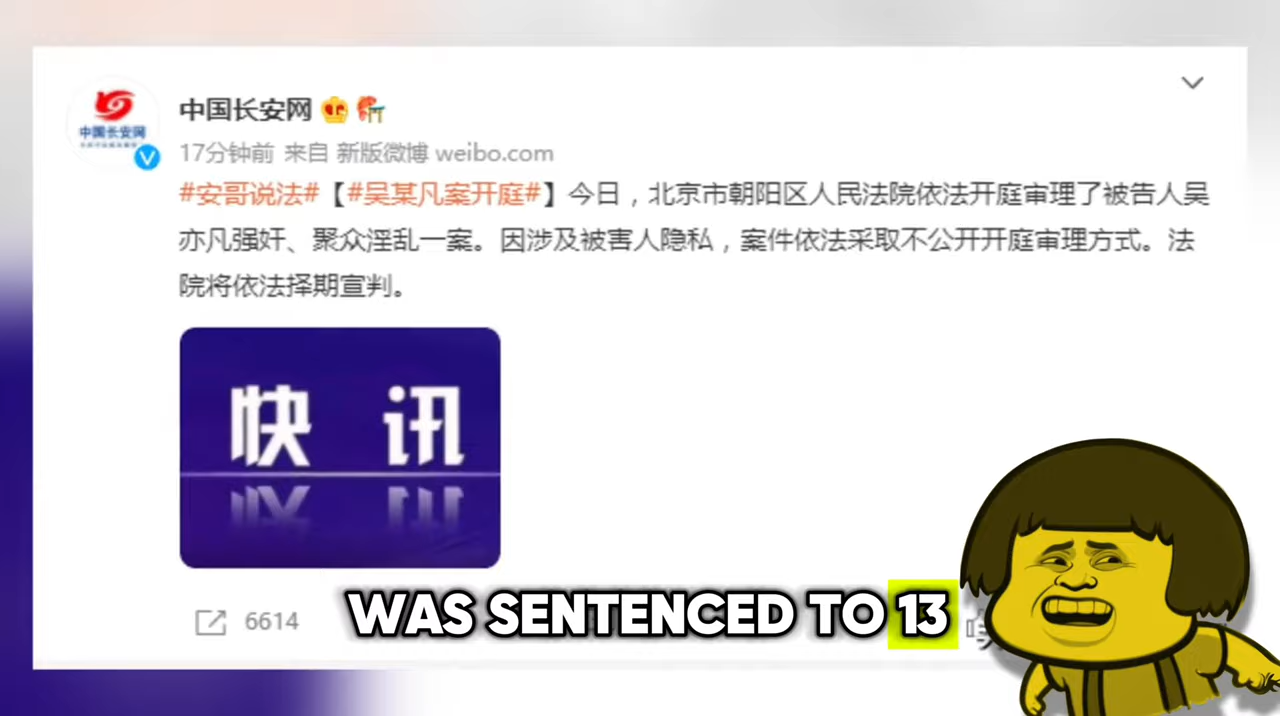 中国长安网
中国长安网
17分钟前 来自 新版微博 weibo.com
#安哥说法#【#吴某凡案开庭#】今日，北京市朝阳区人民法院依法开庭审理了被告人吴
亦凡强奸、聚众淫乱一案。因涉及被害人隐私，案件依法采取不公开开庭审理方式。法
院将依法择期宣判。
快 讯
6614
WAS SENTENCED TO 13